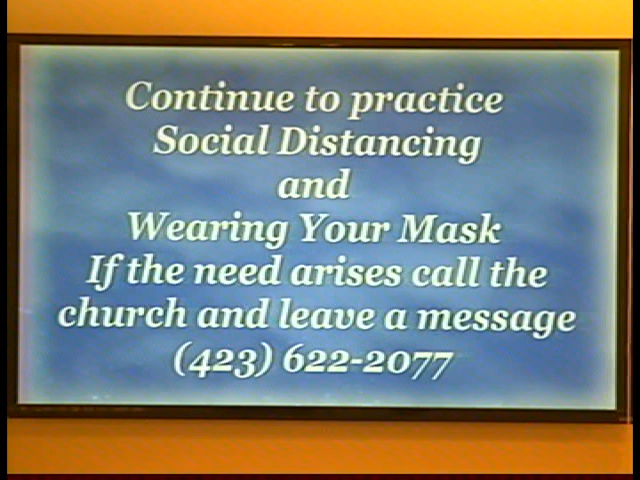 Continue to practice
Social Distancing
and
Wearing Your Mask
If the need arises call the
church and leave a message
(423) 622-2077